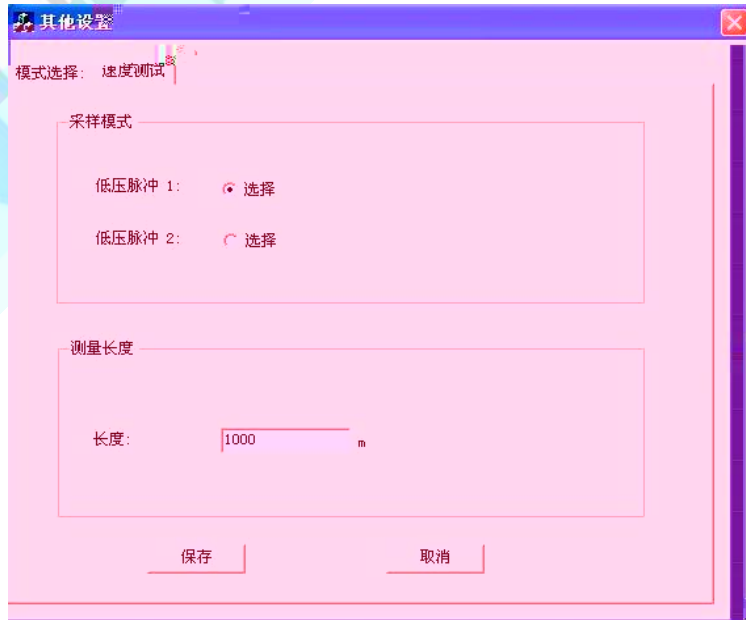 其他设置
模式选择: 速度测试
采样模式
低压脉冲 1: 选择
低压脉冲 2: 选择
测量长度
长度: 1000 m
保存 取消